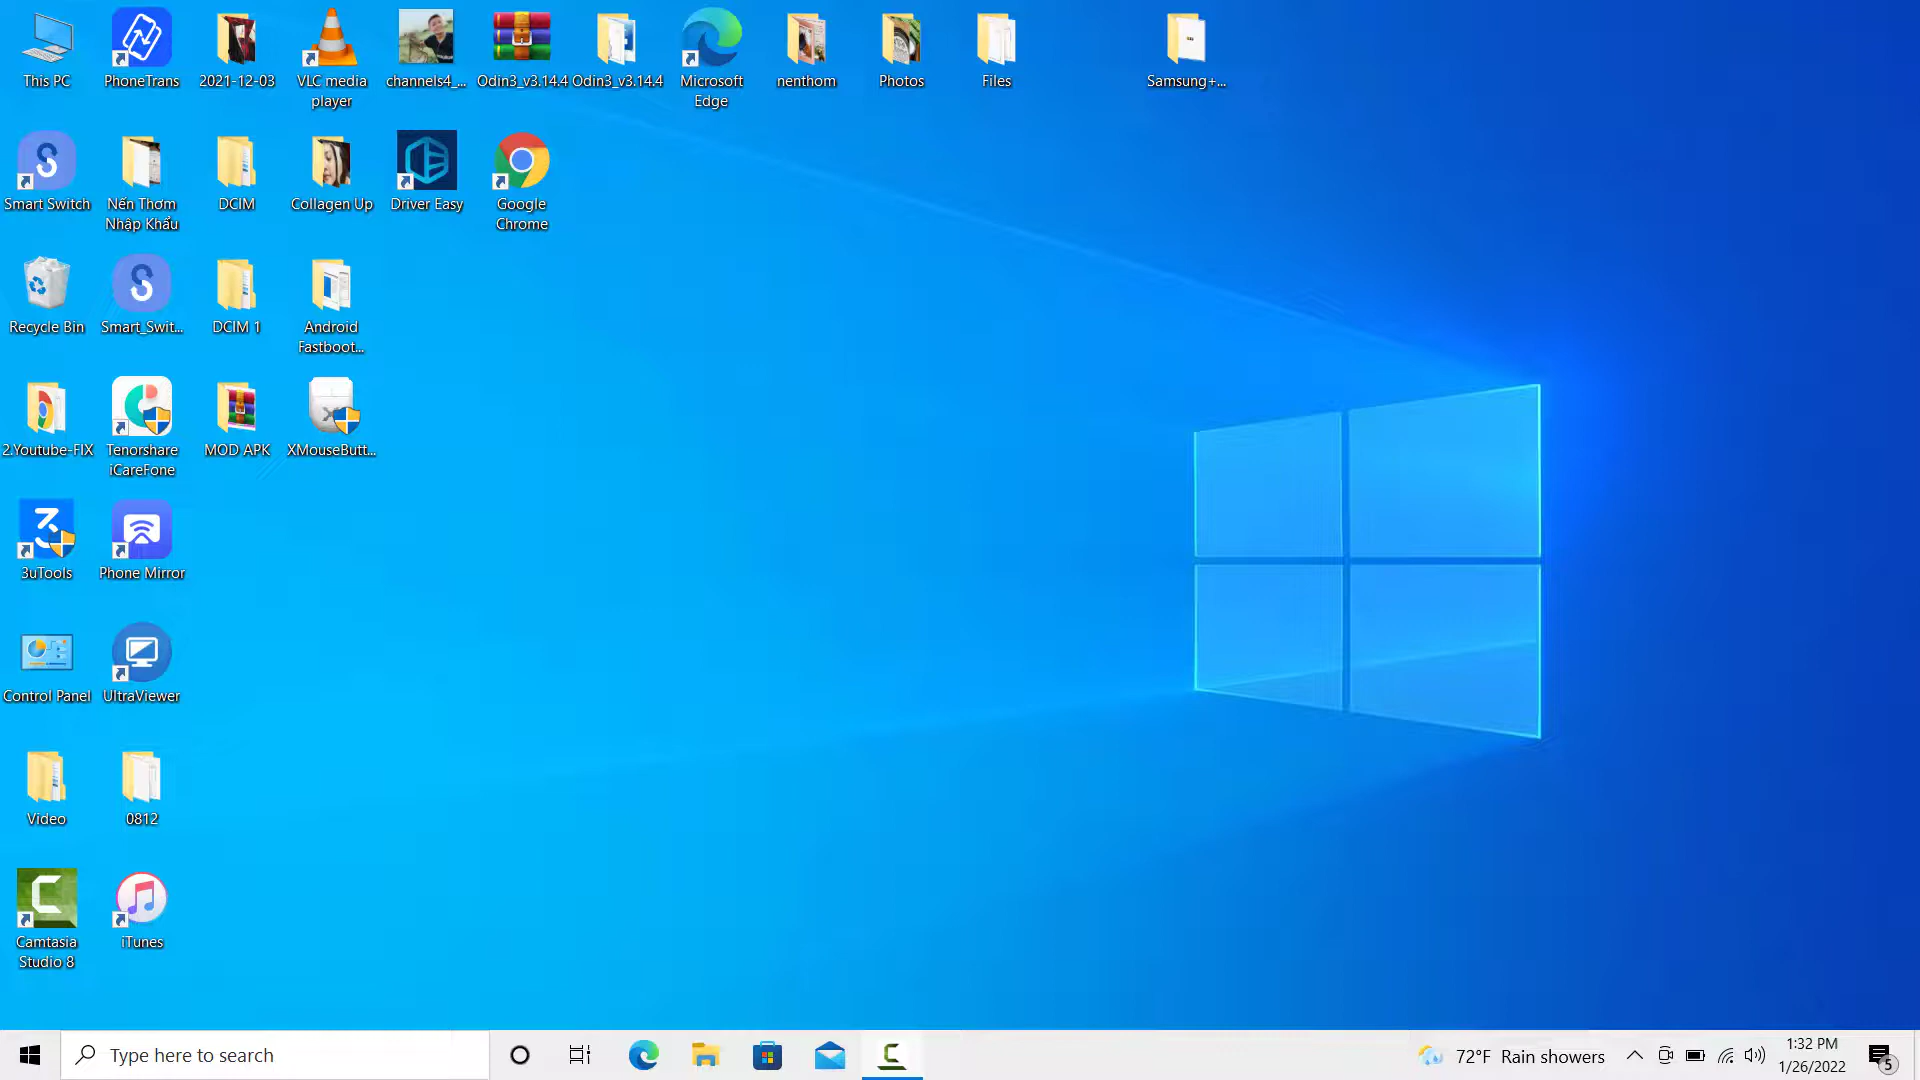 This PC
PhoneTrans
2021-12-03
VLC media
player
channels4_...
Odin3_v3.14.4
Odin3_v3.14.4
Microsoft
Edge
nenthom
Photos
Files
Samsung+...
Smart Switch
Nến Thơm
Nhập Khẩu
DCIM
Collagen Up
Driver Easy
Google
Chrome
Recycle Bin
Smart_Swit...
DCIM 1
Android
Fastboot...
2.Youtube-FIX
Tenorshare
iCareFone
MOD APK
XMouseButt...
3uTools
Phone Mirror
Control Panel
UltraViewer
Video
0812
Camtasia
Studio 8
iTunes
Type here to search
72°F Rain showers
1:32 PM
1/26/2022
5